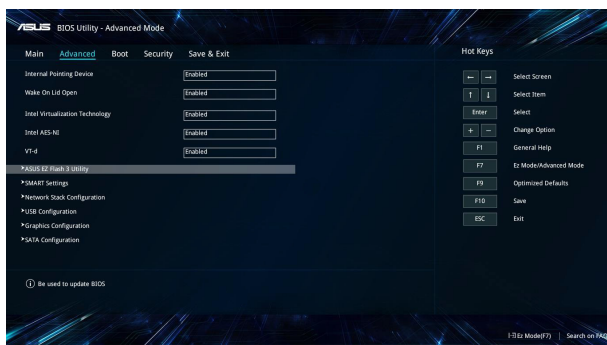 ASUS BIOS Utility - Advanced Mode
Main Advanced Boot Security Save & Exit
Internal Pointing Device Enabled
Wake On Lid Open Enabled
Intel Virtualization Technology Enabled
Intel AES-NI Enabled
VT-d Enabled
ASUS EZ Flash 3 Utility
SMART Settings
Network Stack Configuration
USB Configuration
Graphics Configuration
SATA Configuration
Be used to update BIOS
Hot Keys
← → Select Screen
↑ ↓ Select Item
Enter Select
+ - Change Option
F1 General Help
F7 Ez Mode/Advanced Mode
F9 Optimized Defaults
F10 Save
ESC Exit
Ez Mode(F7) | Search on FAQ